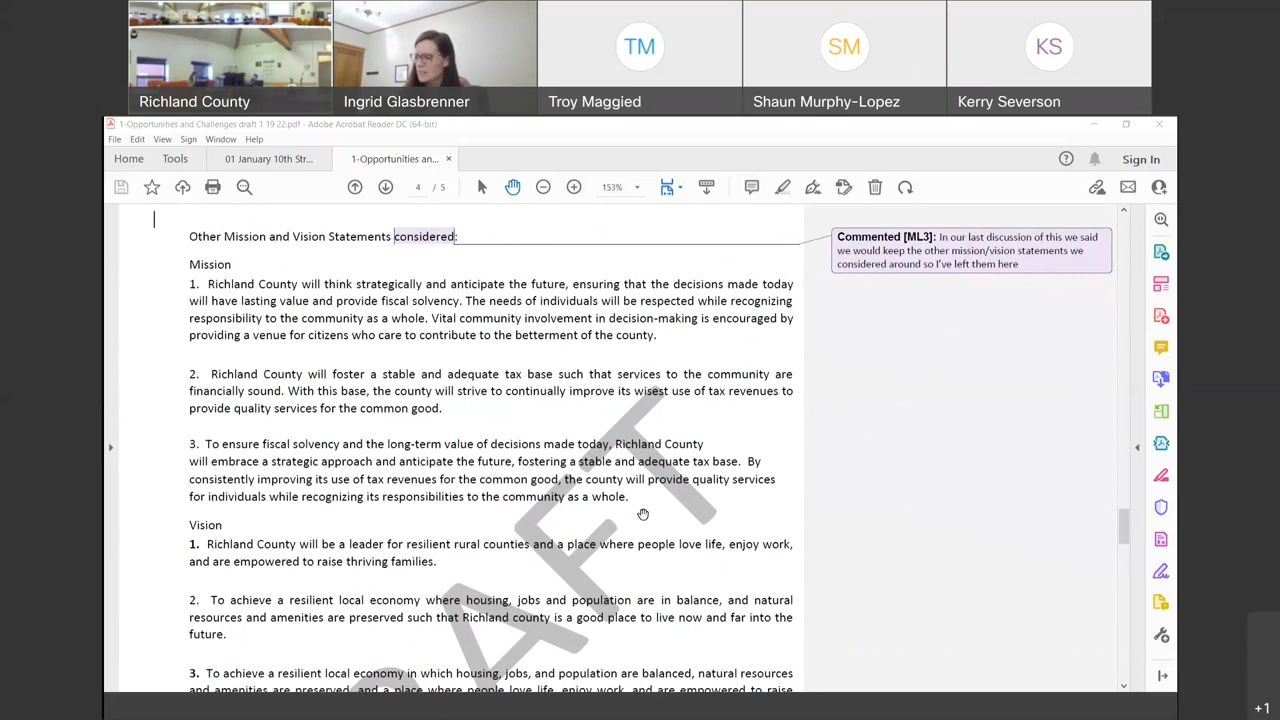 TM
SM
KS
Richland County
Ingrid Glasbrenner
Troy Maggied
Shaun Murphy-Lopez
Kerry Severson
1-Opportunities and Challenges draft 1 19 22.pdf - Adobe Acrobat Reader DC (64-bit)
File Edit View Sign Window Help
Home Tools 01 January 10th Str... 1-Opportunities an... × Sign In
4 / 5 153%
Other Mission and Vision Statements considered:
Commented [ML3]: In our last discussion of this we said
we would keep the other mission/vision statements we
considered around so I've left them here
Mission
1. Richland County will think strategically and anticipate the future, ensuring that the decisions made today
will have lasting value and provide fiscal solvency. The needs of individuals will be respected while recognizing
responsibility to the community as a whole. Vital community involvement in decision-making is encouraged by
providing a venue for citizens who care to contribute to the betterment of the county.
2. Richland County will foster a stable and adequate tax base such that services to the community are
financially sound. With this base, the county will strive to continually improve its wisest use of tax revenues to
provide quality services for the common good.
3. To ensure fiscal solvency and the long-term value of decisions made today, Richland County
will embrace a strategic approach and anticipate the future, fostering a stable and adequate tax base. By
consistently improving its use of tax revenues for the common good, the county will provide quality services
for individuals while recognizing its responsibilities to the community as a whole.
Vision
1. Richland County will be a leader for resilient rural counties and a place where people love life, enjoy work,
and are empowered to raise thriving families.
2. To achieve a resilient local economy where housing, jobs and population are in balance, and natural
resources and amenities are preserved such that Richland county is a good place to live now and far into the
future.
3. To achieve a resilient local economy in which housing, jobs, and population are balanced, natural resources
and amenities are preserved, and a place where people love life, enjoy work, and are empowered to raise
DRAFT
+1